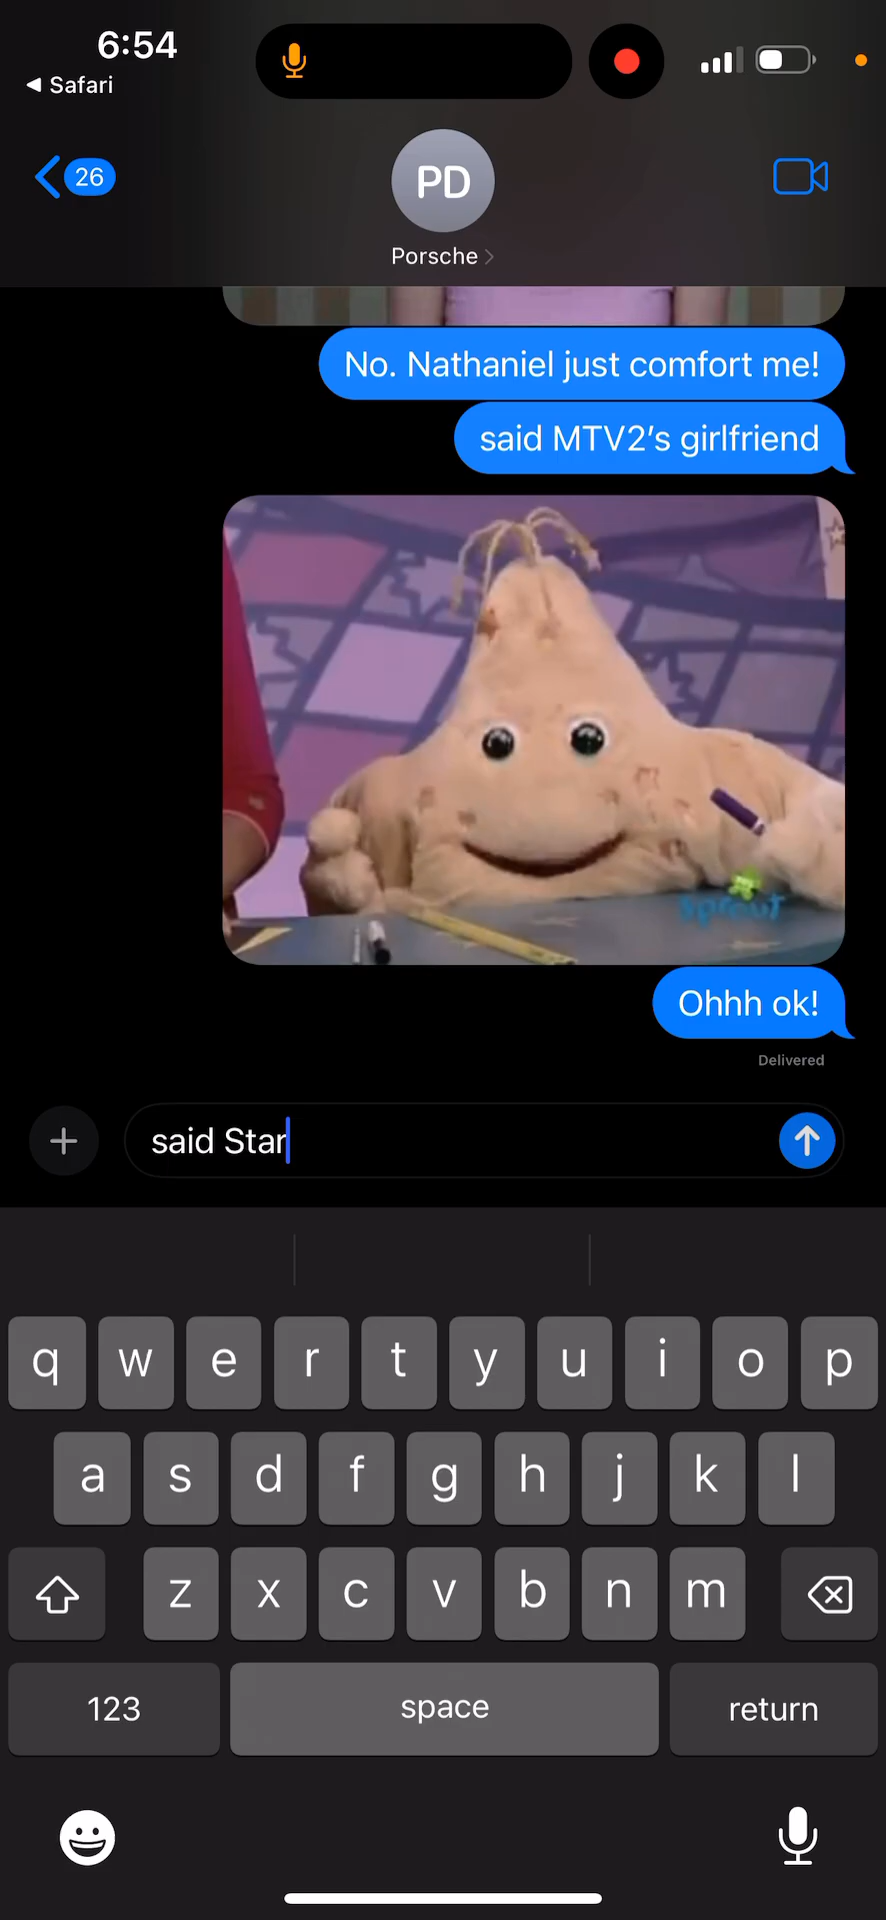 6:54
Safari
26
PD
Porsche
No. Nathaniel just comfort me!
said MTV2’s girlfriend
sprout
Ohhh ok!
Delivered
said Star
q w e r t y u i o p
a s d f g h j k l
z x c v b n m
123 space return